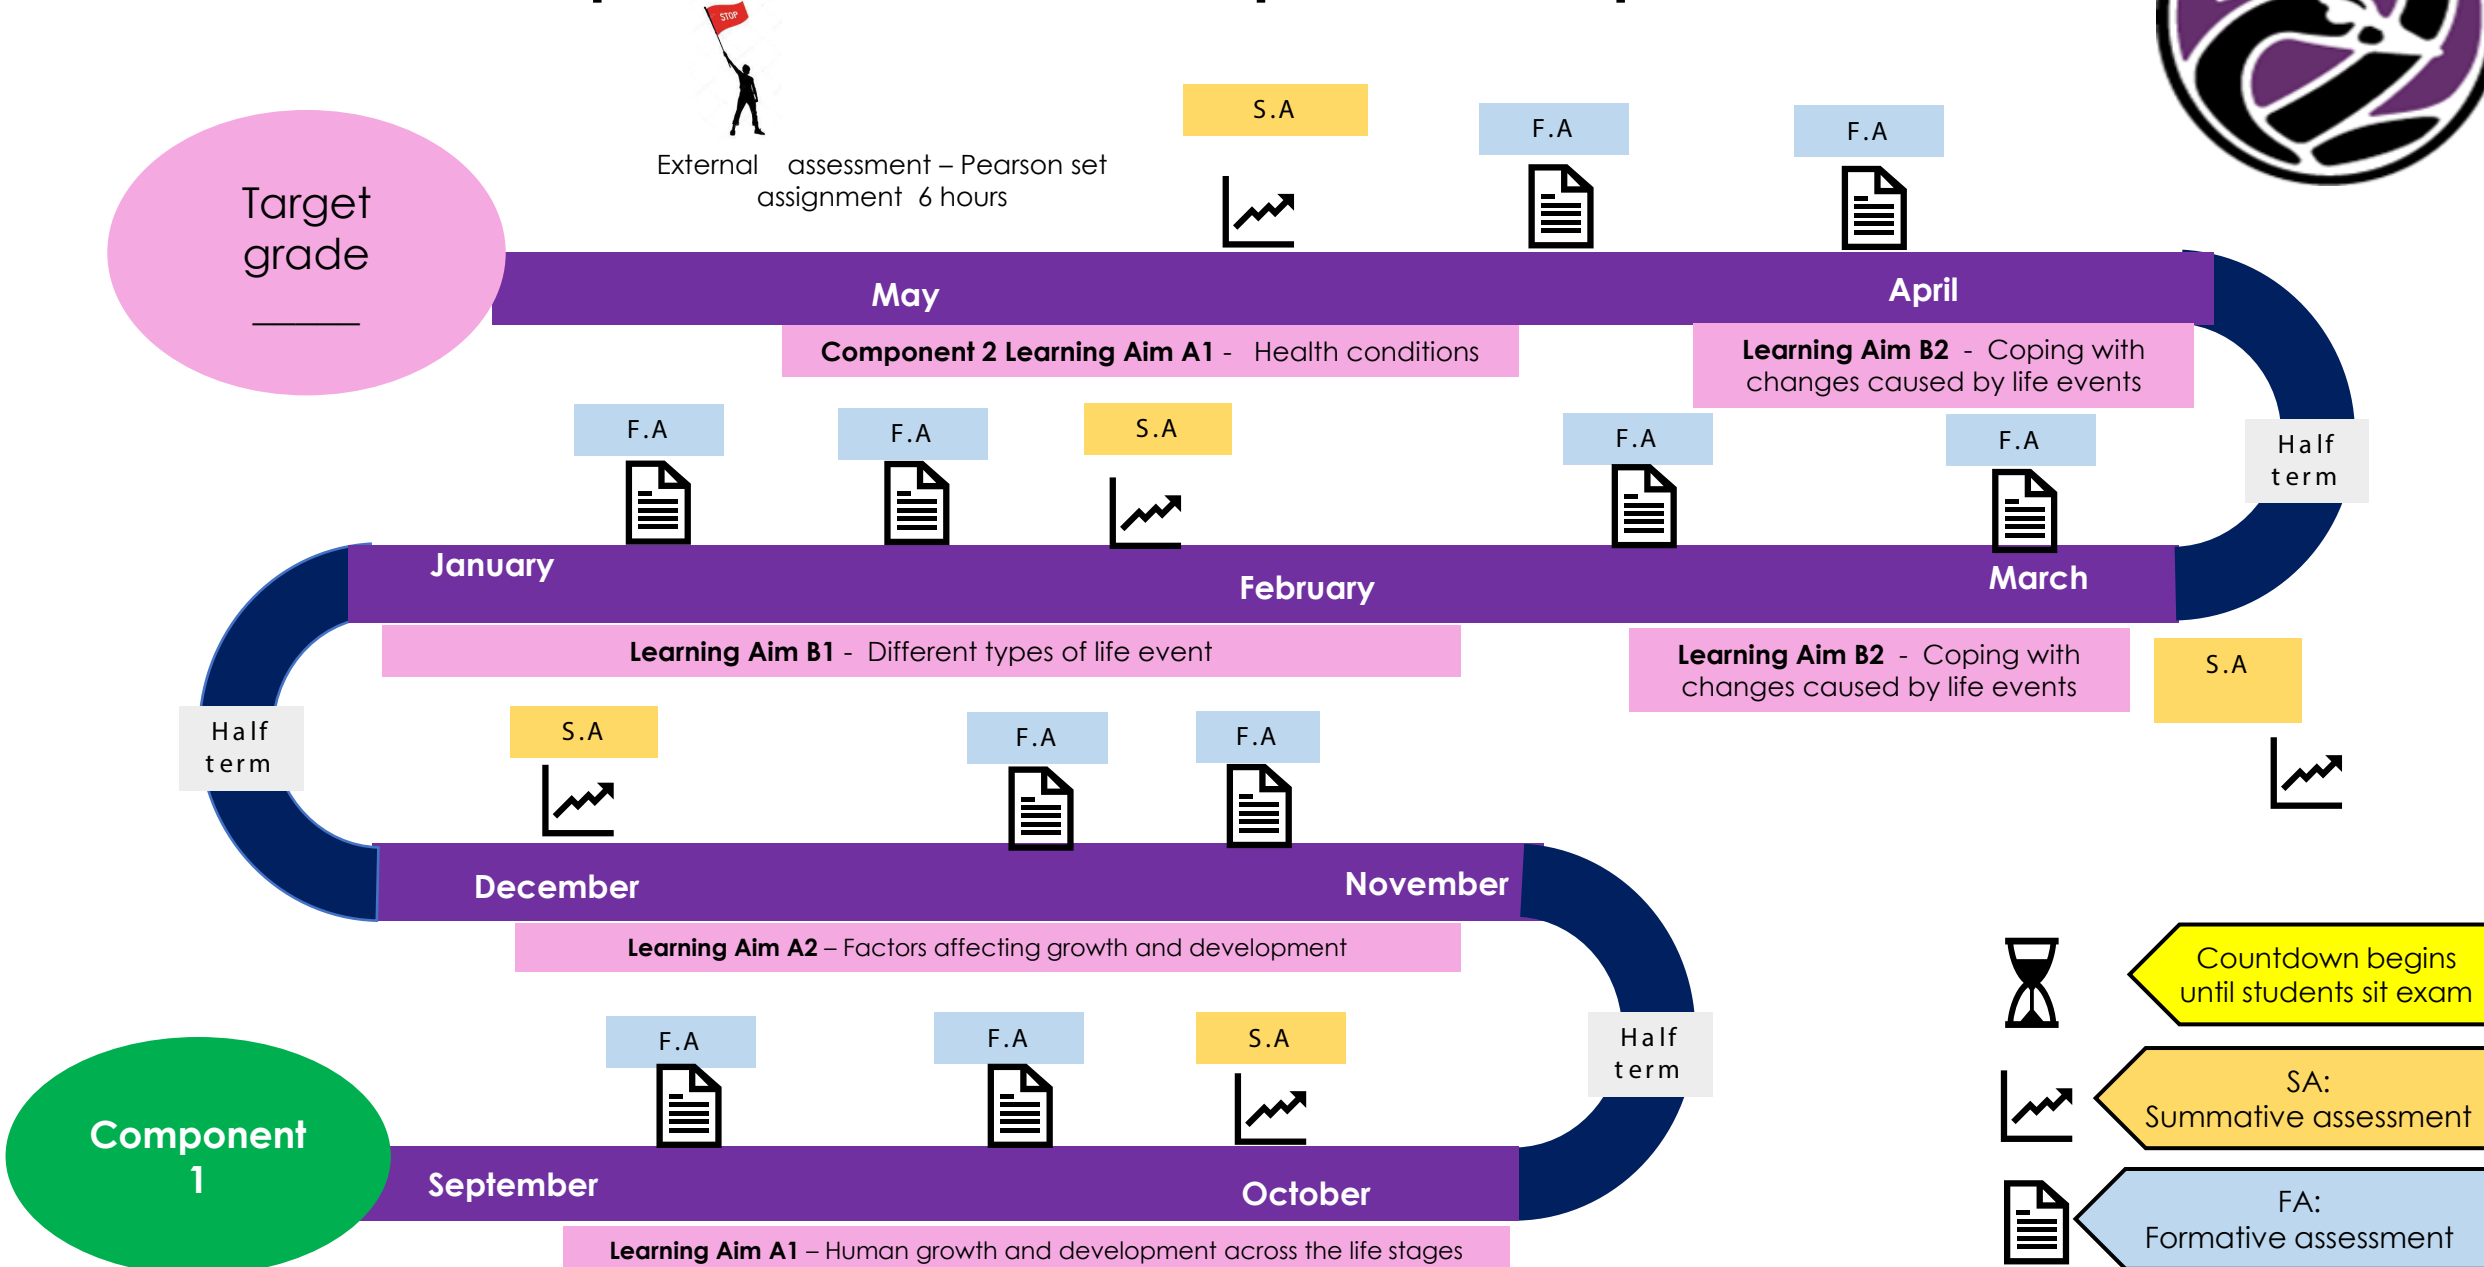 STOP
External assessment – Pearson set
assignment 6 hours
S.A
F.A
F.A
Target
grade
______
May
April
Component 2 Learning Aim A1 - Health conditions
Learning Aim B2 - Coping with
changes caused by life events
F.A
F.A
S.A
F.A
F.A
Half
term
January
February
March
Learning Aim B1 - Different types of life event
Learning Aim B2 - Coping with
changes caused by life events
S.A
Half
term
S.A
F.A
F.A
December
November
Learning Aim A2 – Factors affecting growth and development
Countdown begins
until students sit exam
F.A
F.A
S.A
Half
term
Component
1
September
October
Learning Aim A1 – Human growth and development across the life stages
SA:
Summative assessment
FA:
Formative assessment